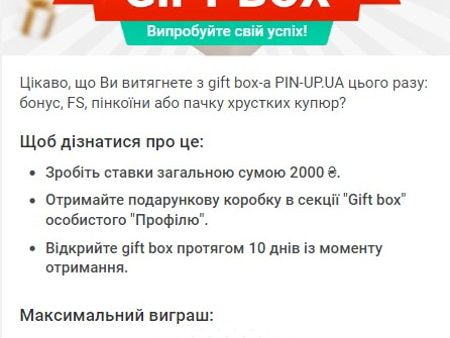 GIFT BOX
Випробуйте свій успіх!
Цікаво, що Ви витягнете з gift box-а PIN-UP.UA цього разу:
бонус, FS, пінкоїни або пачку хрустких купюр?
Щоб дізнатися про це:
• Зробіть ставки загальною сумою 2000 ₴.
• Отримайте подарункову коробку в секції "Gift box"
особистого "Профілю".
• Відкрийте gift box протягом 10 днів із моменту
отримання.
Максимальний виграш: